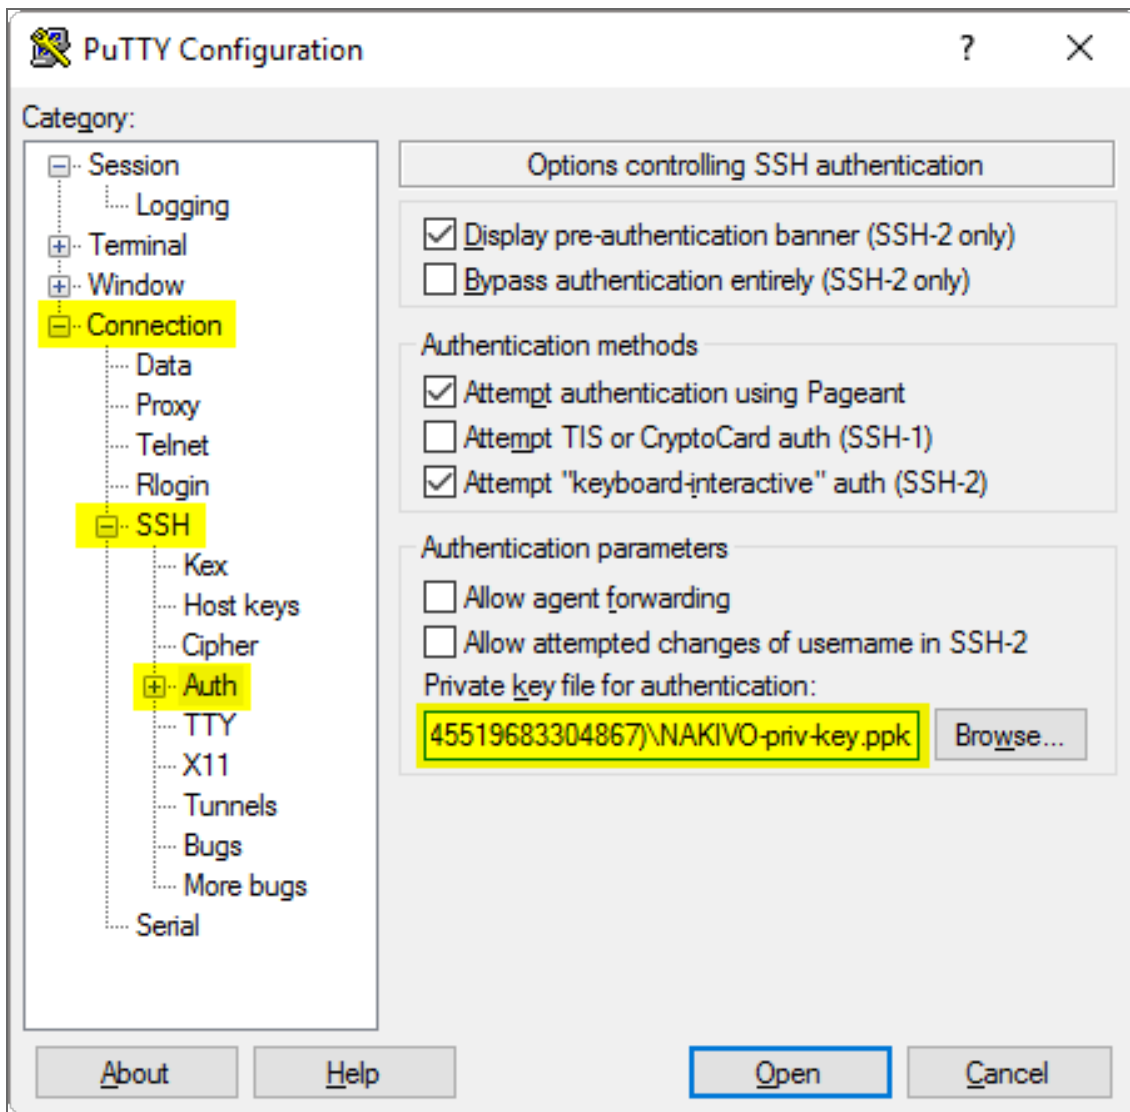 PuTTY Configuration
Category:
Session
Logging
Terminal
Window
Connection
Data
Proxy
Telnet
Rlogin
SSH
Kex
Host keys
Cipher
Auth
TTY
X11
Tunnels
Bugs
More bugs
Serial
Options controlling SSH authentication
Display pre-authentication banner (SSH-2 only)
Bypass authentication entirely (SSH-2 only)
Authentication methods
Attempt authentication using Pageant
Attempt TIS or CryptoCard auth (SSH-1)
Attempt "keyboard-interactive" auth (SSH-2)
Authentication parameters
Allow agent forwarding
Allow attempted changes of username in SSH-2
Private key file for authentication:
45519683304867)\NAKIVO-priv-key.ppk Browse...
About Help Open Cancel